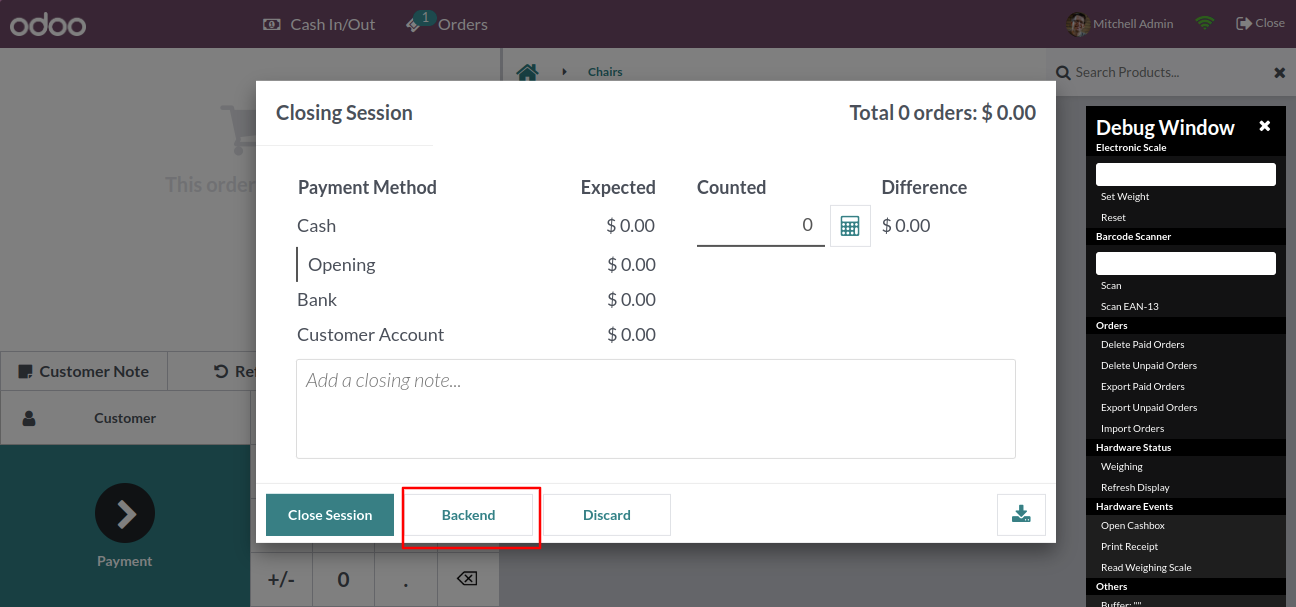 odoo
Cash In/Out
1
Orders
Mitchell Admin
Close
Chairs
Search Products...
This order
Closing Session
Total 0 orders: $ 0.00
Payment Method Expected Counted Difference
Cash $ 0.00 0 $ 0.00
Opening $ 0.00
Bank $ 0.00
Customer Account $ 0.00
Add a closing note...
Close Session
Backend
Discard
Customer Note
Customer
Payment
+/- 0 .
Debug Window
Electronic Scale
Set Weight
Reset
Barcode Scanner
Scan
Scan EAN-13
Orders
Delete Paid Orders
Delete Unpaid Orders
Export Paid Orders
Export Unpaid Orders
Import Orders
Hardware Status
Weighing
Refresh Display
Hardware Events
Open Cashbox
Print Receipt
Read Weighing Scale
Others
Buffer: ""